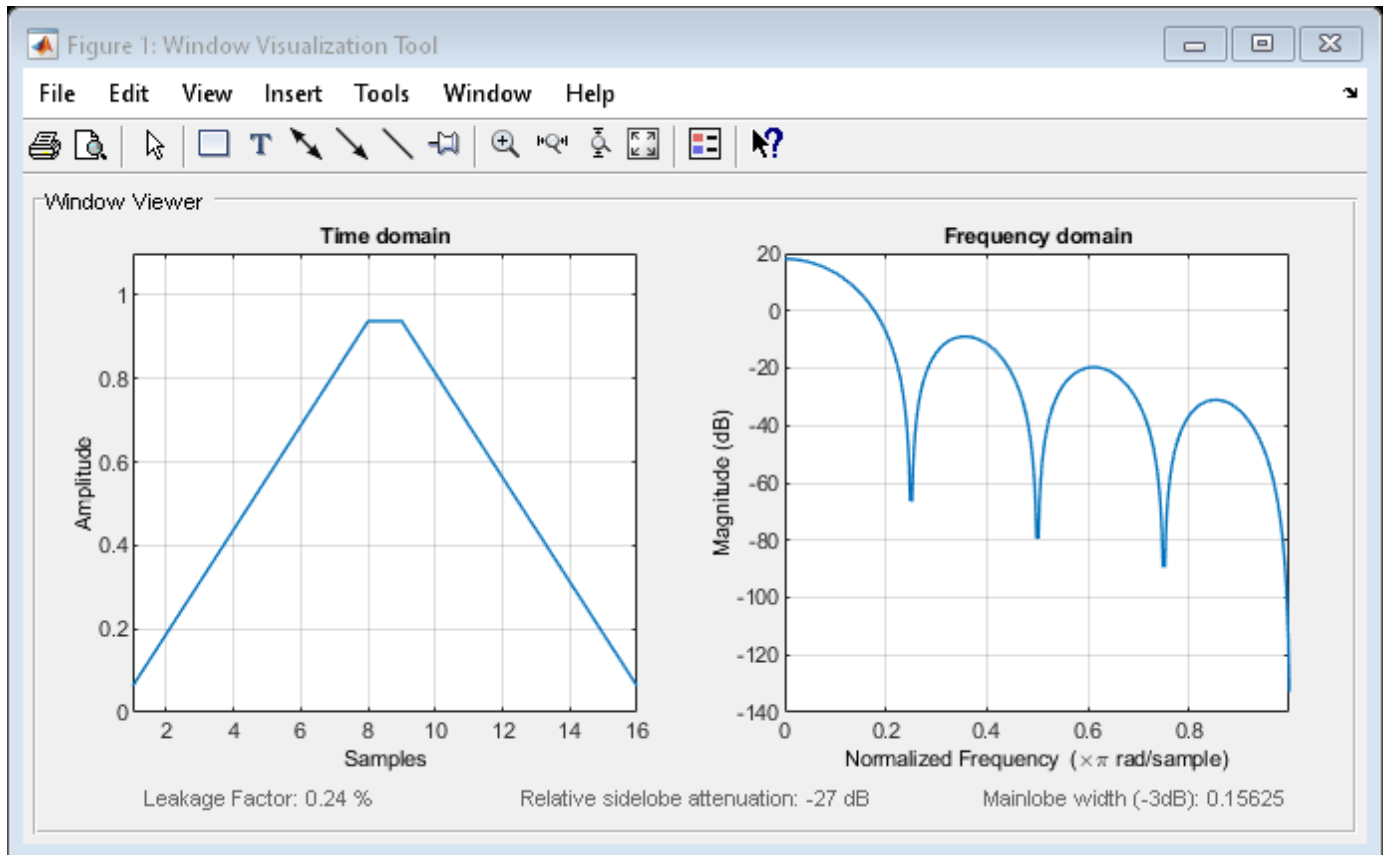 Figure 1: Window Visualization Tool
File Edit View Insert Tools Window Help
T
?
Window Viewer
Time domain
1
0.8
0.6
0.4
0.2
0
Amplitude
2 4 6 8 10 12 14 16
Samples
Frequency domain
20
0
-20
-40
-60
-80
-100
-120
-140
Magnitude (dB)
0 0.2 0.4 0.6 0.8
Normalized Frequency (×π rad/sample)
Leakage Factor: 0.24 % Relative sidelobe attenuation: -27 dB Mainlobe width (-3dB): 0.15625